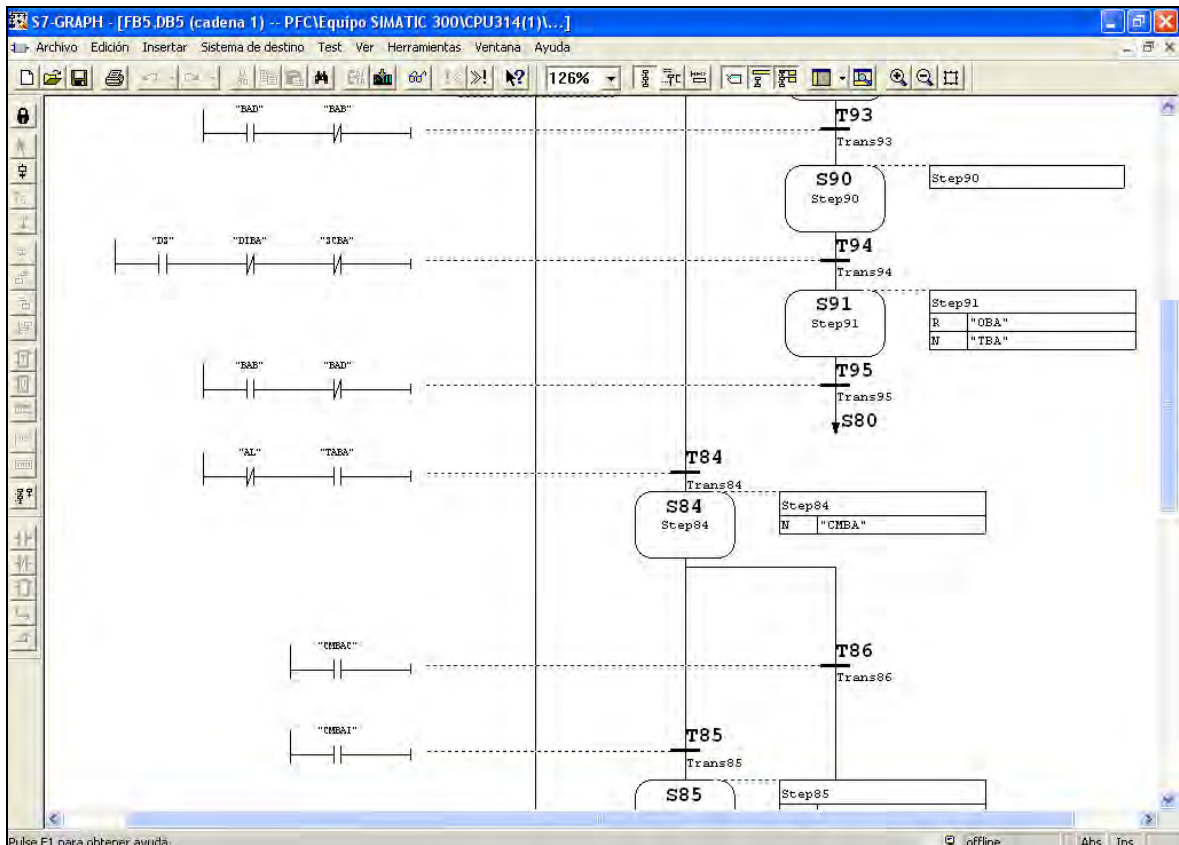 S7-GRAPH - [FB5,DB5 (cadena 1) -- PFC\Equipo SIMATIC 300\CPU314(1)\...]
Archivo Edición Insertar Sistema de destino Test Ver Herramientas Ventana Ayuda
126%
"BAD" "BAB"
T93
Trans93
S90
Step90
Step90
"DS" "DIBA" "SCBA"
T94
Trans94
S91
Step91
Step91
R "OBA"
N "TBA"
"BAB" "BAD"
T95
Trans95
S80
"AL" "TABA"
T84
Trans84
S84
Step84
Step84
N "CMBA"
"CMBAC"
T86
Trans86
"CMBAI"
T85
Trans85
S85
Step85
Pulse F1 para obtener ayuda.
offline Abs Ins